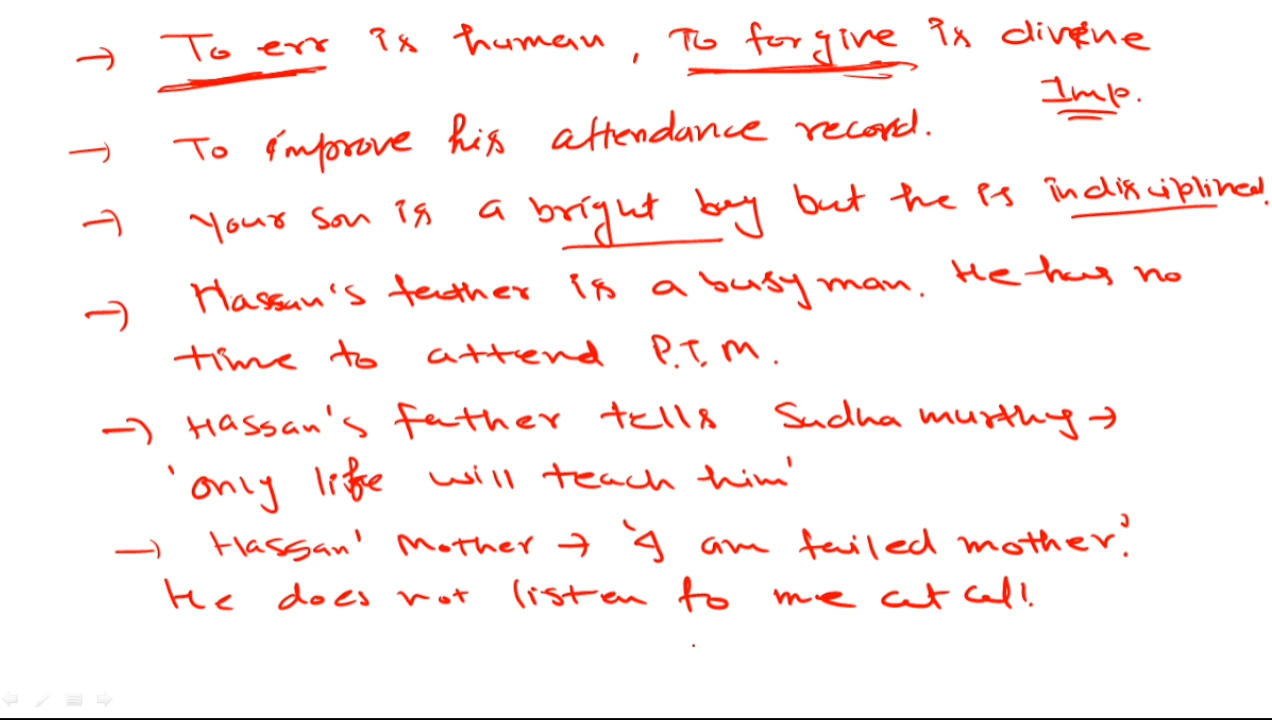 → To err is human, To forgive is divine
Imp.
→ To improve his attendance record.
→ Your son is a bright boy but he is indisciplined.
→ Hassan's father is a busy man. He has no
time to attend P.T.M.
→ Hassan's father tells Sudha murthy →
'only life will teach him'
→ Hassan' Mother → 'I am failed mother'.
He does not listen to me at all.